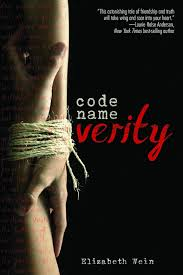 "This astonishing tale of friendship and truth
will take wing and soar into your heart."
—Laurie Halse Anderson,
New York Times best-selling author
code
name
verity
Elizabeth Wein